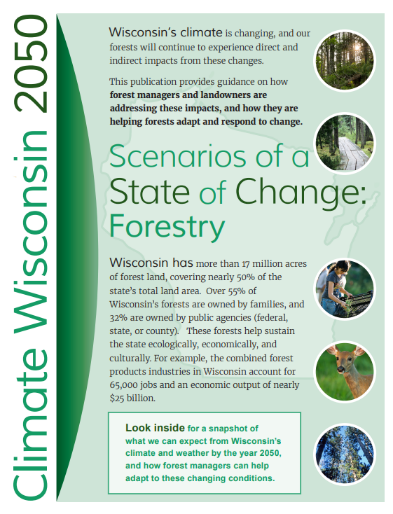 Climate Wisconsin 2050
Wisconsin's climate is changing, and our
forests will continue to experience direct and
indirect impacts from these changes.
This publication provides guidance on how
forest managers and landowners are
addressing these impacts, and how they are
helping forests adapt and respond to change.
Scenarios of a
State of Change:
Forestry
Wisconsin has more than 17 million acres
of forest land, covering nearly 50% of the
state's total land area. Over 55% of
Wisconsin's forests are owned by families, and
32% are owned by public agencies (federal,
state, or county). These forests help sustain
the state ecologically, economically, and
culturally. For example, the combined forest
products industries in Wisconsin account for
65,000 jobs and an economic output of nearly
$25 billion.
Look inside for a snapshot of
what we can expect from Wisconsin's
climate and weather by the year 2050,
and how forest managers can help
adapt to these changing conditions.